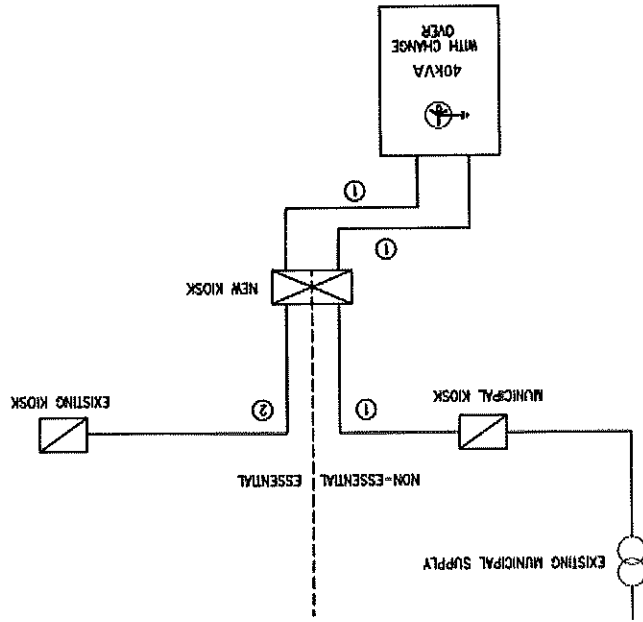 EXISTING MUNICIPAL SUPPLY
NON-ESSENTIAL
ESSENTIAL
MUNICIPAL KIOSK
EXISTING KIOSK
1
2
NEW KIOSK
1
1
40kVA
WITH CHANGE
OVER